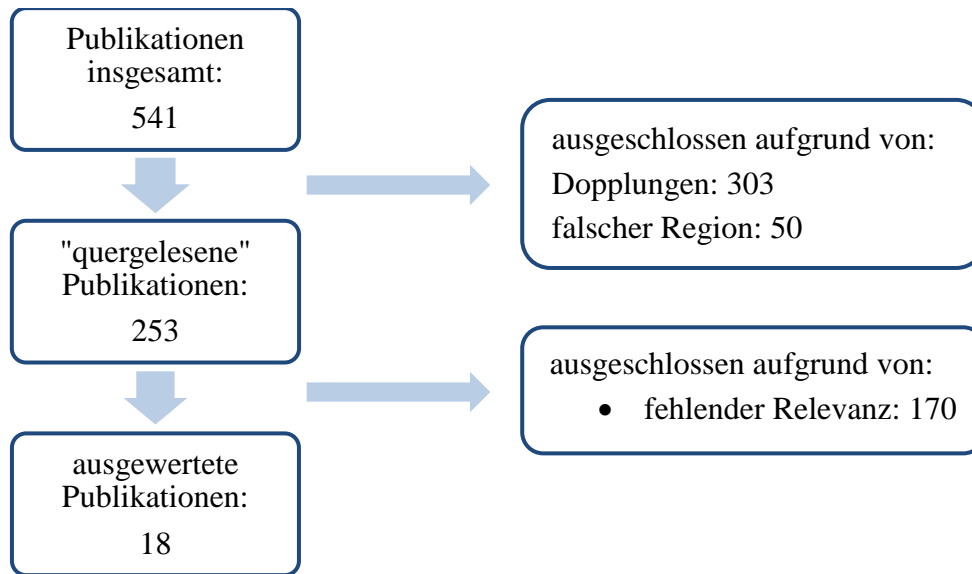 Publikationen
insgesamt:
541
ausgeschlossen aufgrund von:
Dopplungen: 303
falscher Region: 50
"quergelesene"
Publikationen:
253
ausgeschlossen aufgrund von:
• fehlender Relevanz: 170
ausgewertete
Publikationen:
18